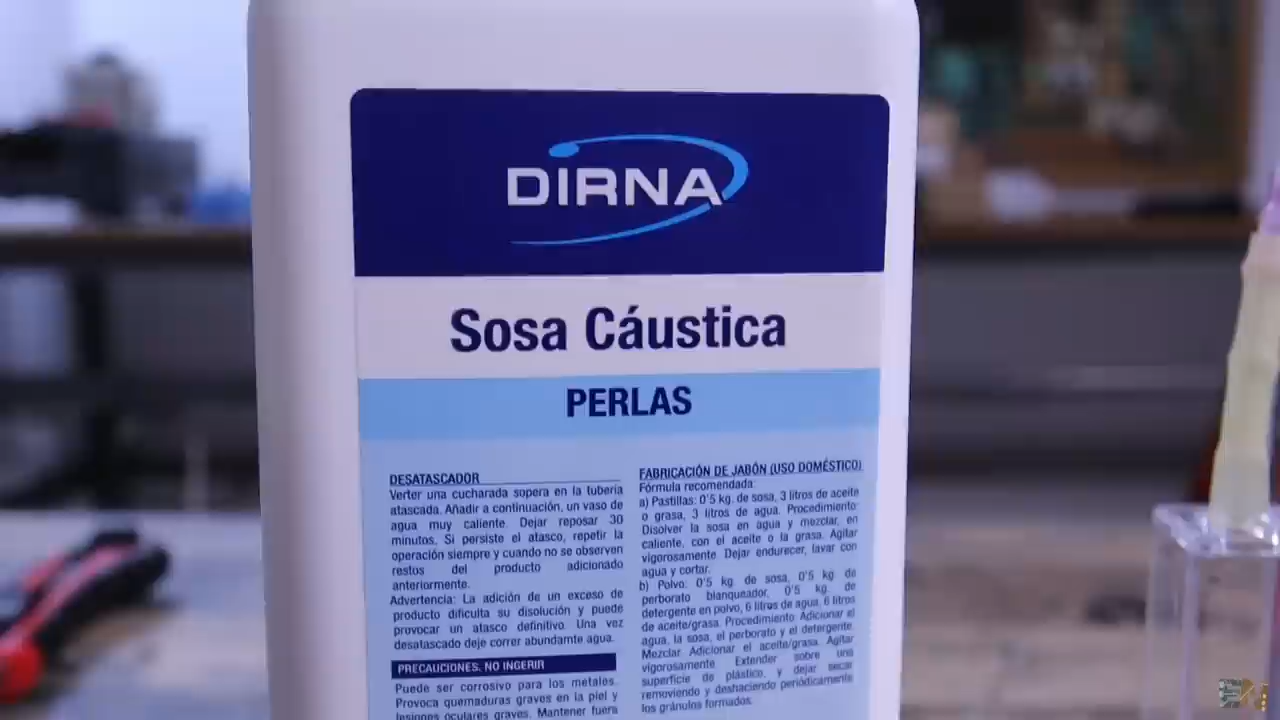 DIRNA
Sosa Cáustica
PERLAS
DESATASCADOR
Verter una cucharada sopera en la tubería
atascada. Añadir a continuación, un vaso de
agua muy caliente. Dejar reposar 30
minutos. Si persiste el atasco, repetir la
operación siempre y cuando no se observen
restos del producto adicionado
anteriormente.
Advertencia: La adición de un exceso de
producto dificulta su disolución y puede
provocar un atasco definitivo. Una vez
desatascado deje correr abundamte agua.
PRECAUCIONES. NO INGERIR
Puede ser corrosivo para los metales.
Provoca quemaduras graves en la piel y
lesiones oculares graves. Mantener fuera
FABRICACIÓN DE JABÓN (USO DOMÉSTICO)
Fórmula recomendada:
a) Pastillas: 0'5 kg. de sosa, 3 litros de aceite
o grasa, 3 litros de agua. Procedimiento:
Disolver la sosa en agua y mezclar, en
caliente, con el aceite o la grasa. Agitar
vigorosamente. Dejar endurecer, lavar con
agua y cortar.
b) Polvo: 0'5 kg de sosa, 0'5 kg. de
perborato blanqueador, 0'5 kg. de
detergente en polvo, 6 litros de agua, 6 litros
de aceite/grasa. Procedimiento Adicionar el
agua, la sosa, el perborato y el detergente.
Mezclar Adicionar el aceite/grasa. Agitar
vigorosamente. Extender sobre una
superficie de plástico, y dejar secar
removiendo y deshaciendo periódicamente
los gránulos formados.